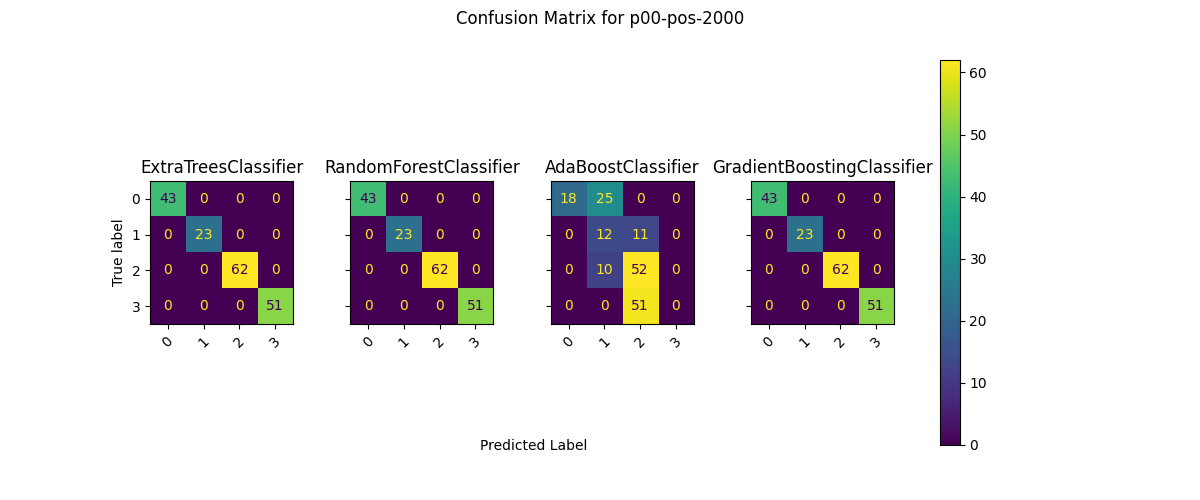 Confusion Matrix for p00-pos-2000
ExtraTreesClassifier RandomForestClassifier AdaBoostClassifier GradientBoostingClassifier
True label
0 43 0 0 0 43 0 0 0 18 25 0 0 43 0 0 0
1 0 23 0 0 0 23 0 0 0 12 11 0 0 23 0 0
2 0 0 62 0 0 0 62 0 0 10 52 0 0 0 62 0
3 0 0 0 51 0 0 0 51 0 0 51 0 0 0 0 51
0 1 2 3 0 1 2 3 0 1 2 3 0 1 2 3
Predicted Label
60
50
40
30
20
10
0